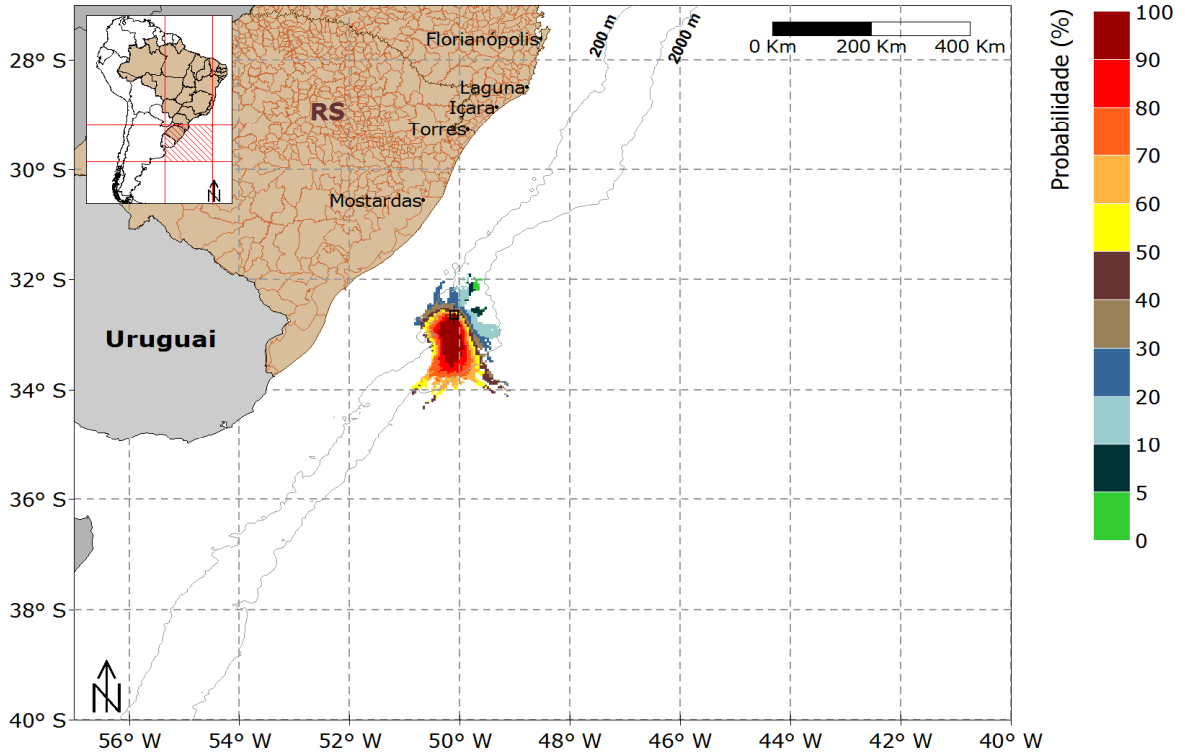 28° S
30° S
32° S
34° S
36° S
38° S
40° S
56° W
54° W
52° W
50° W
48° W
46° W
44° W
42° W
40° W
Florianópolis
Laguna
Içara
Torres
RS
Mostardas
Uruguai
200 m
2000 m
0 Km
200 Km
400 Km
N
N
Probabilidade (%)
100
90
80
70
60
50
40
30
20
10
5
0